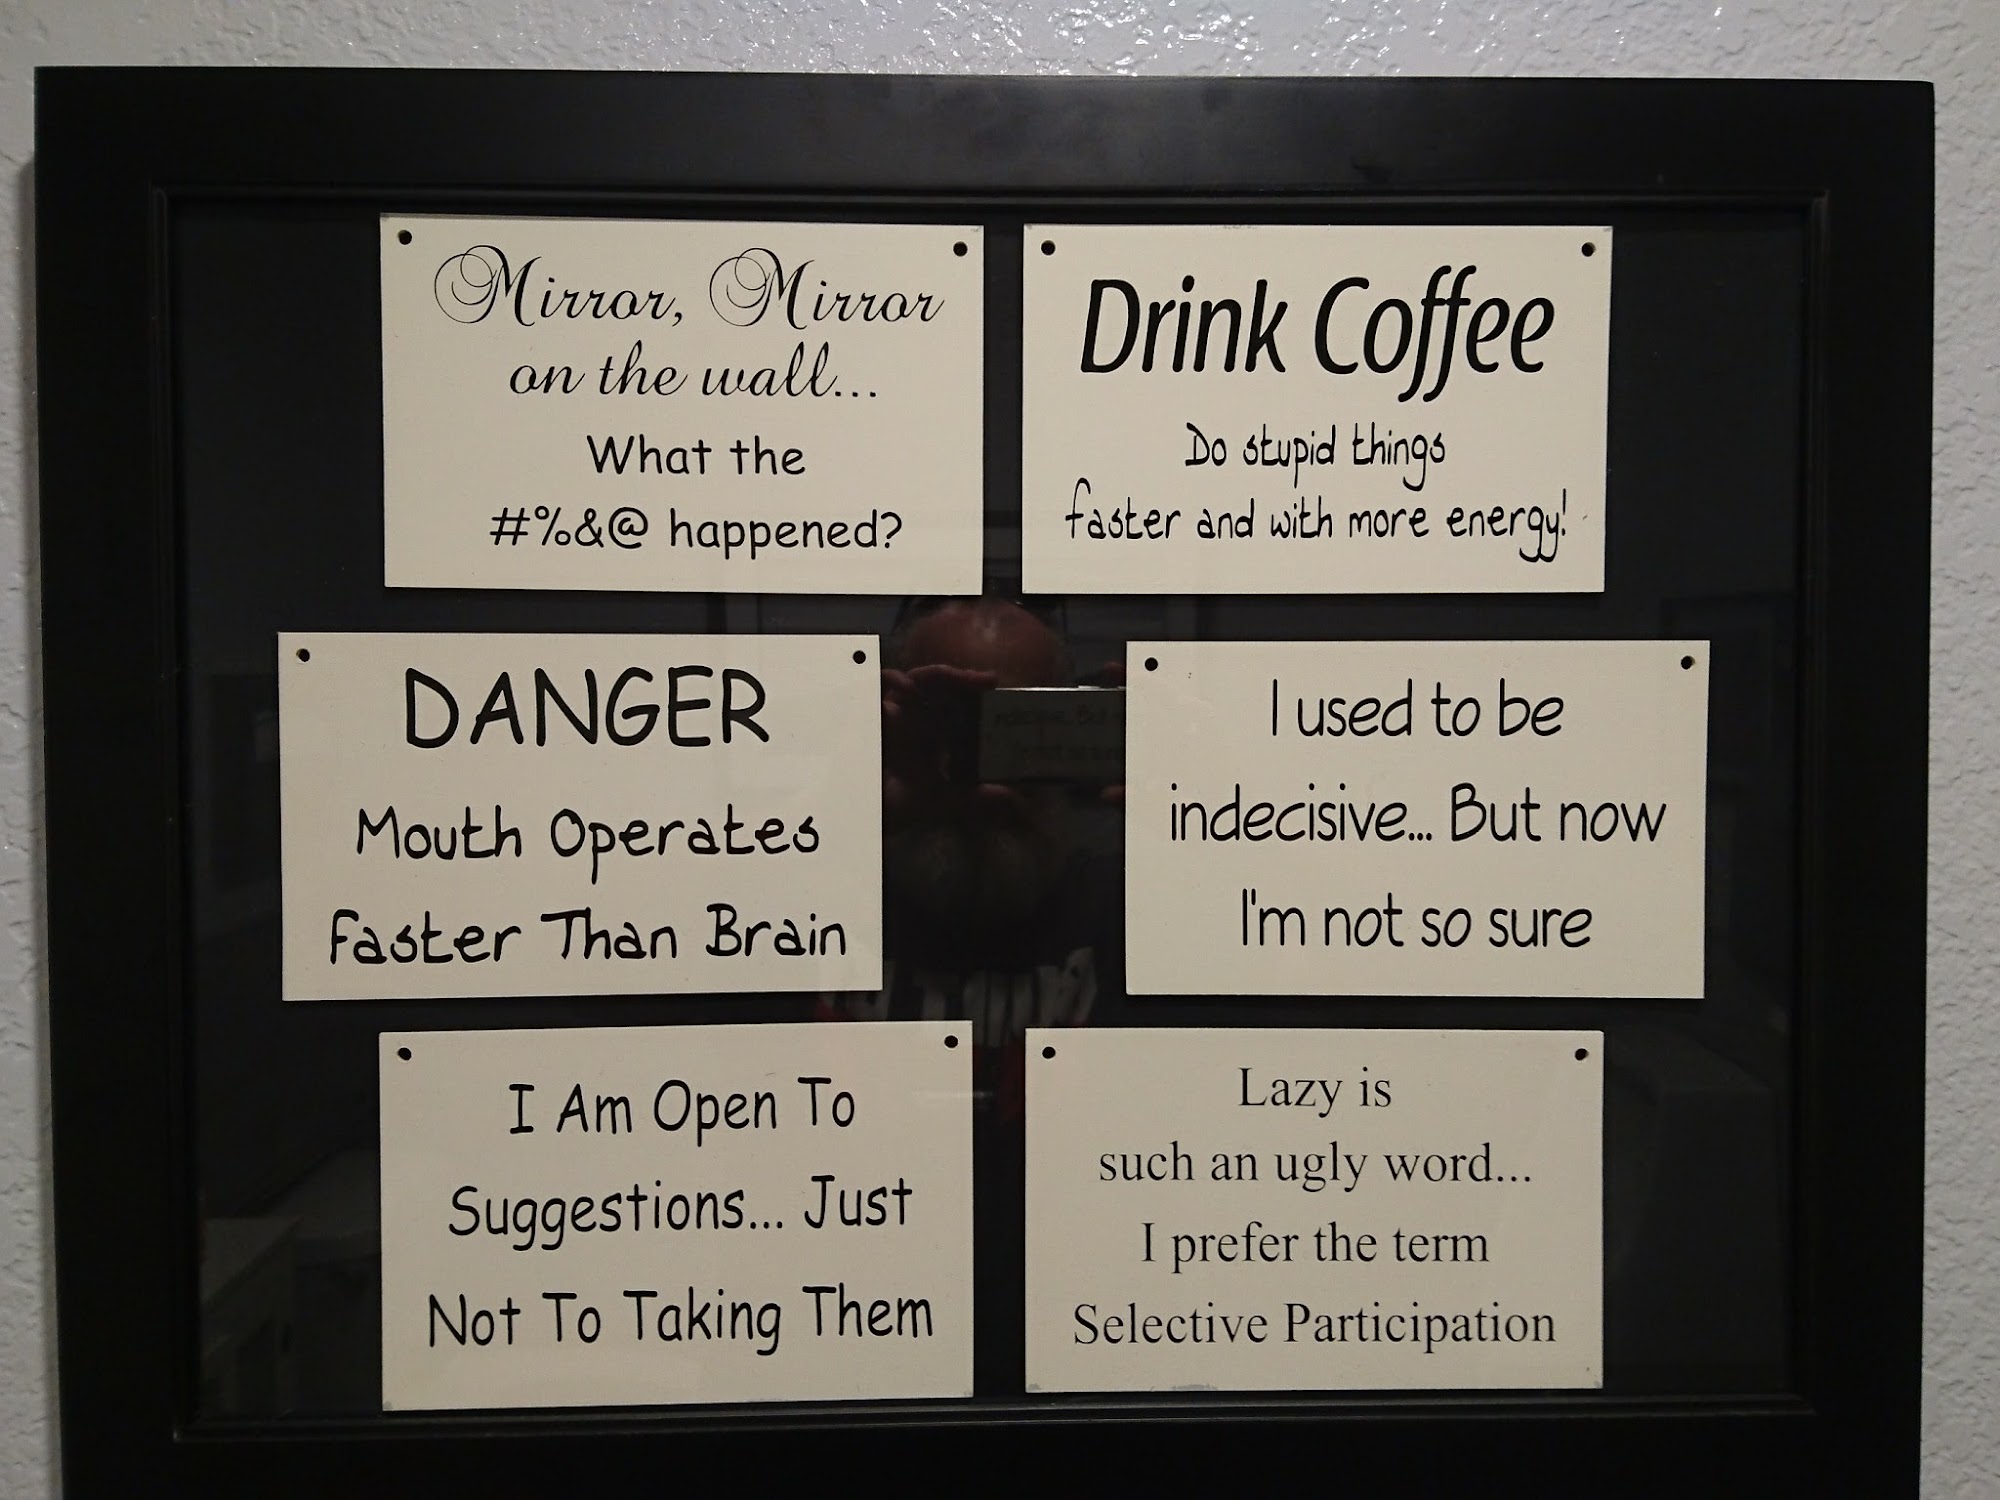 Mirror, Mirror
on the wall...
What the
#%&@ happened?
Drink Coffee
Do stupid things
faster and with more energy!
DANGER
Mouth Operates
Faster Than Brain
I used to be
indecisive... But now
I'm not so sure
I Am Open To
Suggestions... Just
Not To Taking Them
Lazy is
such an ugly word...
I prefer the term
Selective Participation